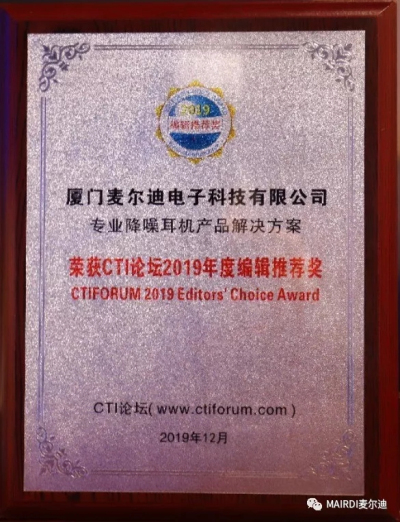 2019
编辑推荐奖
厦门麦尔迪电子科技有限公司
专业降噪耳机产品解决方案
荣获CTI论坛2019年度编辑推荐奖
CTIFORUM 2019 Editors' Choice Award
CTI论坛(www.ctiforum.com)
2019年12月
MAIRDI麦尔迪